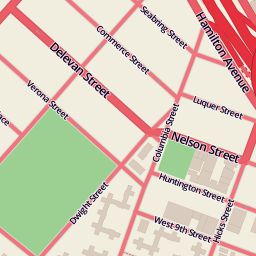 Seabring Street
Hamilton Avenue
Commerce Street
Delevan Street
Verona Street
Luquer Street
Columbia Street
Nelson Street
Huntington Street
Dwight Street
Hicks Street
West 9th Street